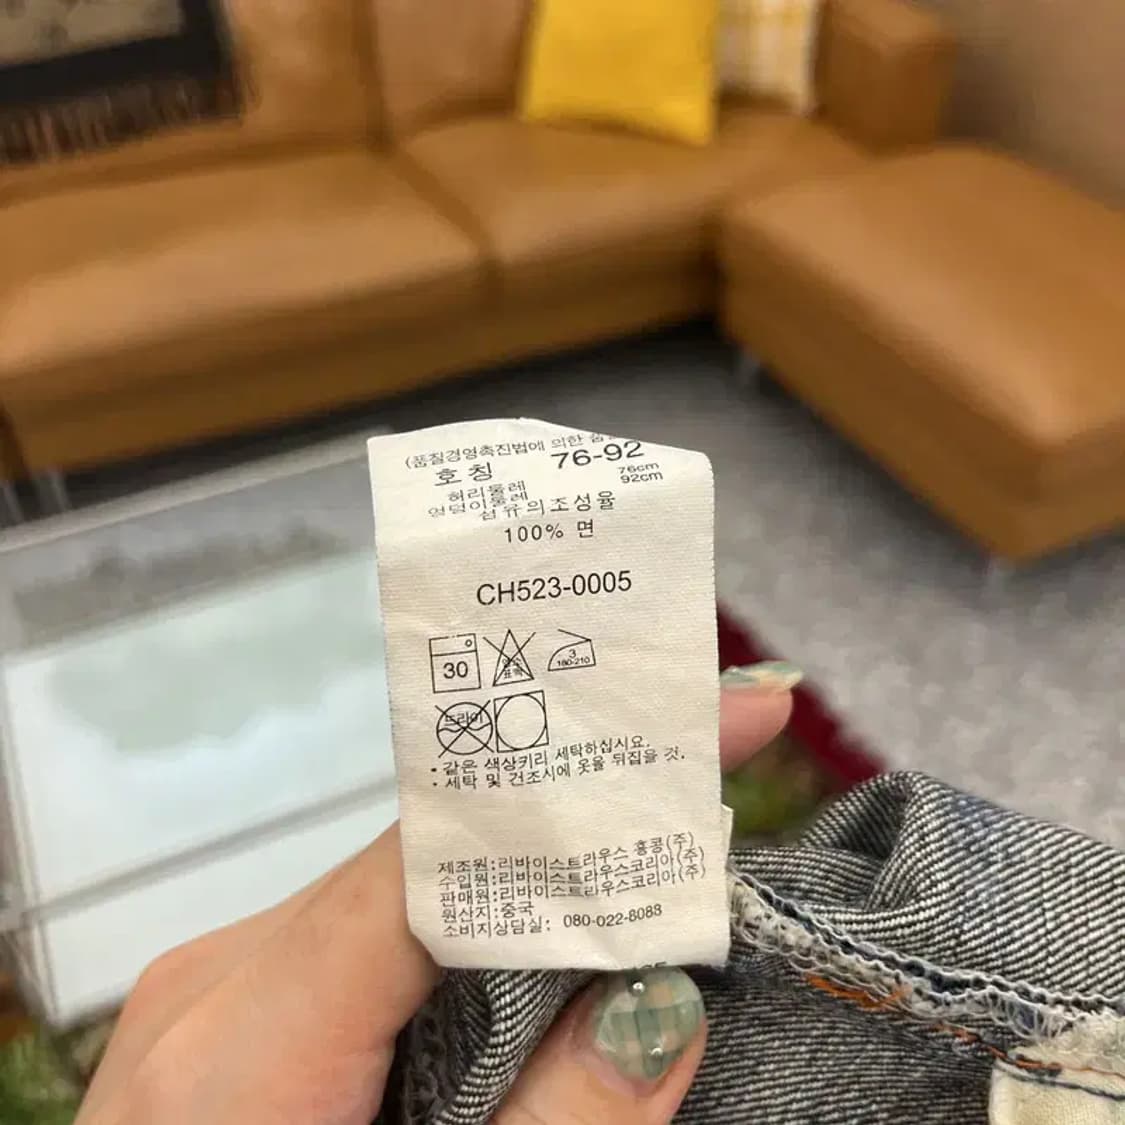 (품질경영촉진법에 의한 품
호칭 76-92
허리둘레 76cm
엉덩이둘레 92cm
섬유의조성율
100% 면
CH523-0005
30
염소
표백
3
180-210
드라이
• 같은 색상끼리 세탁하십시요.
• 세탁 및 건조시에 옷을 뒤집을 것.
제조원:리바이스트라우스 홍콩(주)
수입원:리바이스트라우스코리아(주)
판매원:리바이스트라우스코리아(주)
원산지:중국
소비자상담실: 080-022-8088